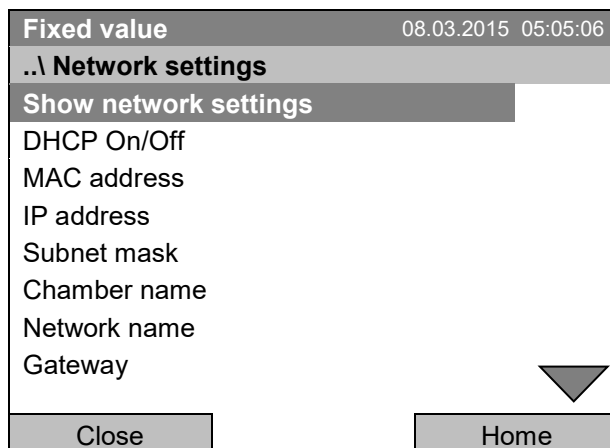 Fixed value 08.03.2015 05:05:06
..\ Network settings
Show network settings
DHCP On/Off
MAC address
IP address
Subnet mask
Chamber name
Network name
Gateway
Close Home